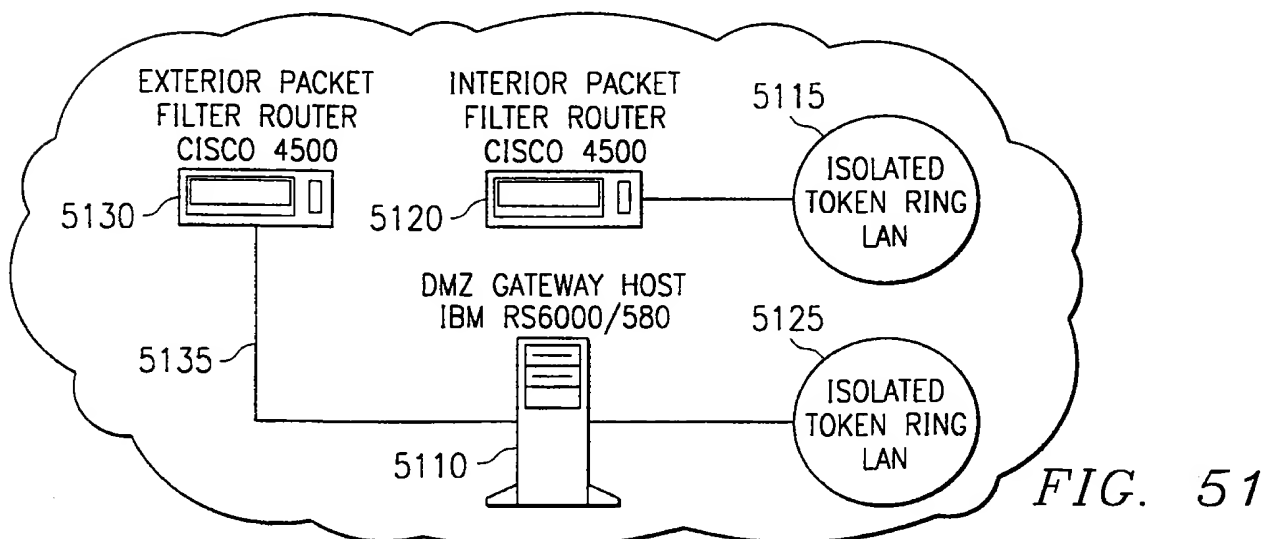 EXTERIOR PACKET
FILTER ROUTER
CISCO 4500
5130
INTERIOR PACKET
FILTER ROUTER
CISCO 4500
5120
5115
ISOLATED
TOKEN RING
LAN
DMZ GATEWAY HOST
IBM RS6000/580
5135
5110
5125
ISOLATED
TOKEN RING
LAN
FIG. 51